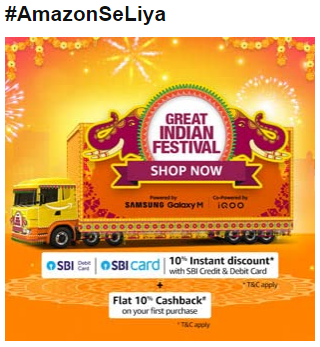 #AmazonSeLiya
GREAT
INDIAN
FESTIVAL
SHOP NOW
Powered by
SAMSUNG Galaxy M
Co-Powered by
iQOO
SBI Debit Card
SBI card
10% Instant discount*
with SBI Credit & Debit Card
*T&C apply
+
Flat 10% Cashback#
on your first purchase
*T&C apply